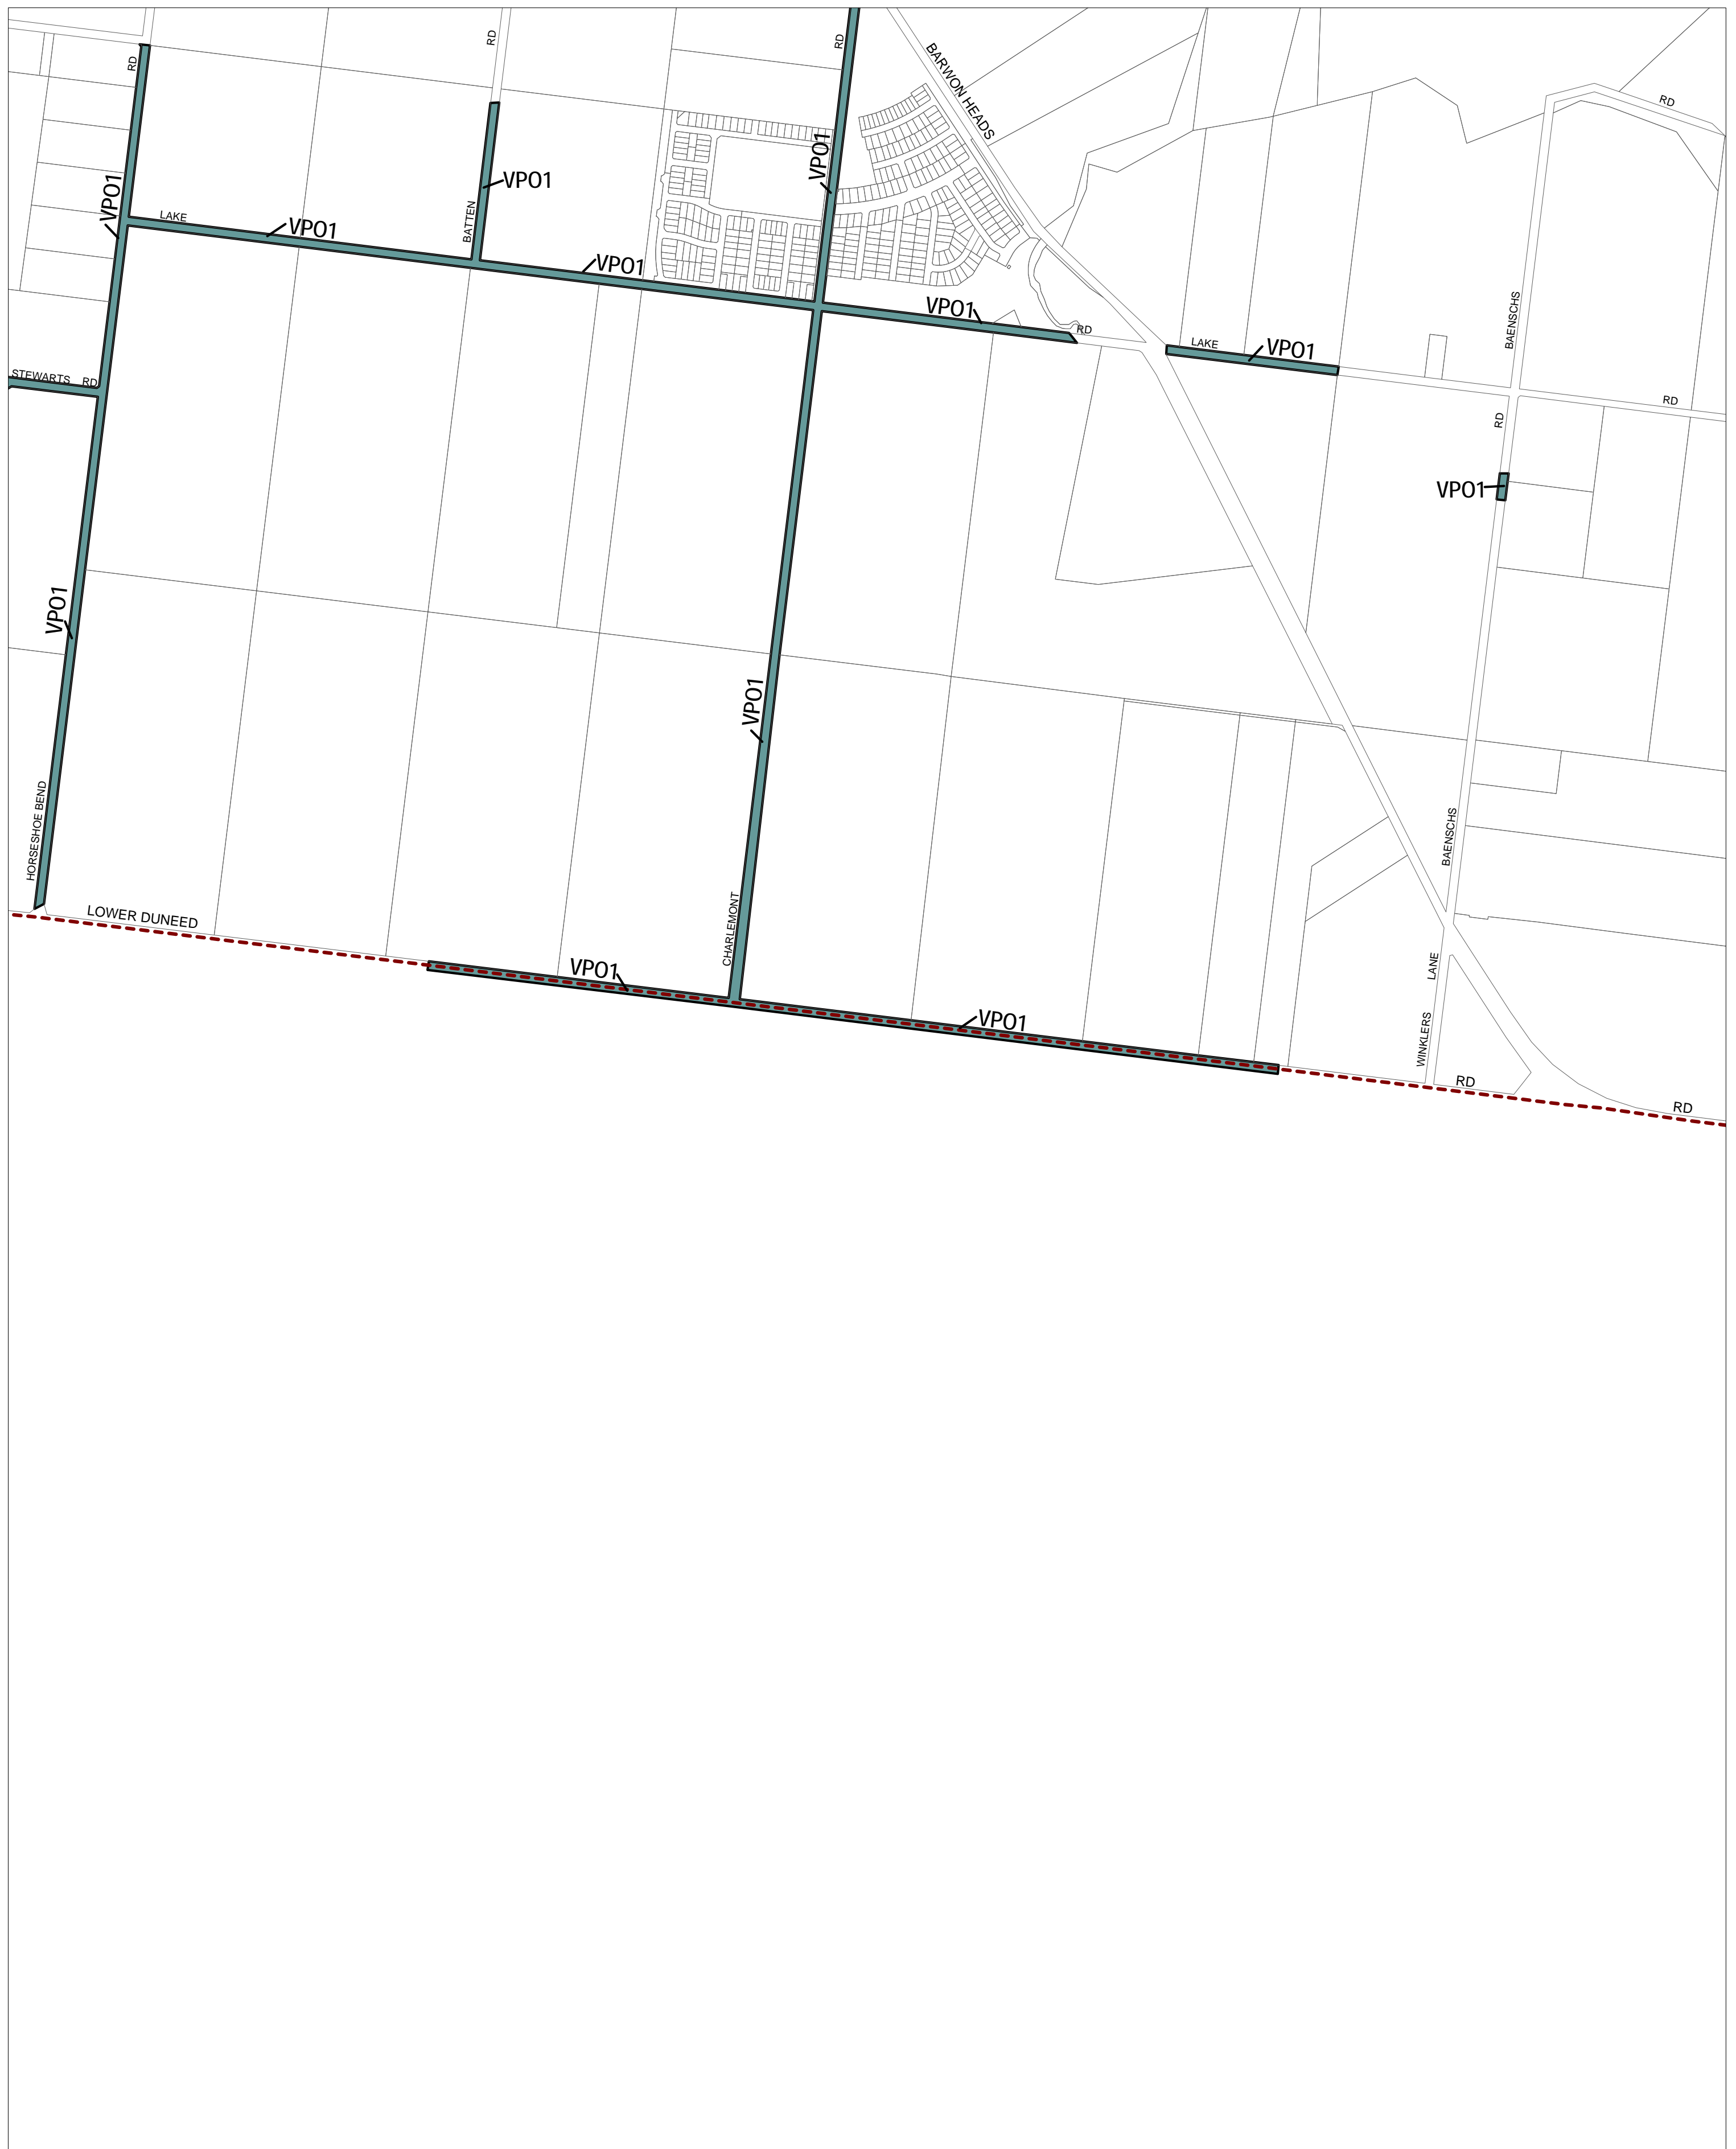 RD
RD
RD
BARWON HEADS
RD
VPO1
VPO1
VPO1
BATTEN
LAKE
VPO1
VPO1
VPO1
RD
LAKE
VPO1
BAENSCHS
STEWARTS RD
RD
RD
VPO1
VPO1
VPO1
HORSESHOE BEND
BAENSCHS
LOWER DUNEED
CHARLEMONT
VPO1
LANE
VPO1
WINKLERS
RD
RD